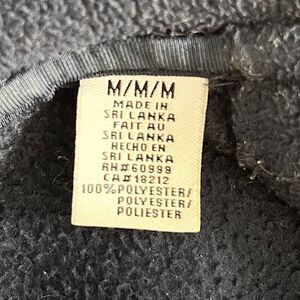 M/M/M
MADE IN
SRI LANKA
FAIT AU
SRI LANKA
HECHO EN
SRI LANKA
RN#60999
CA#18212
100%POLYESTER/
POLYESTER/
POLIESTER